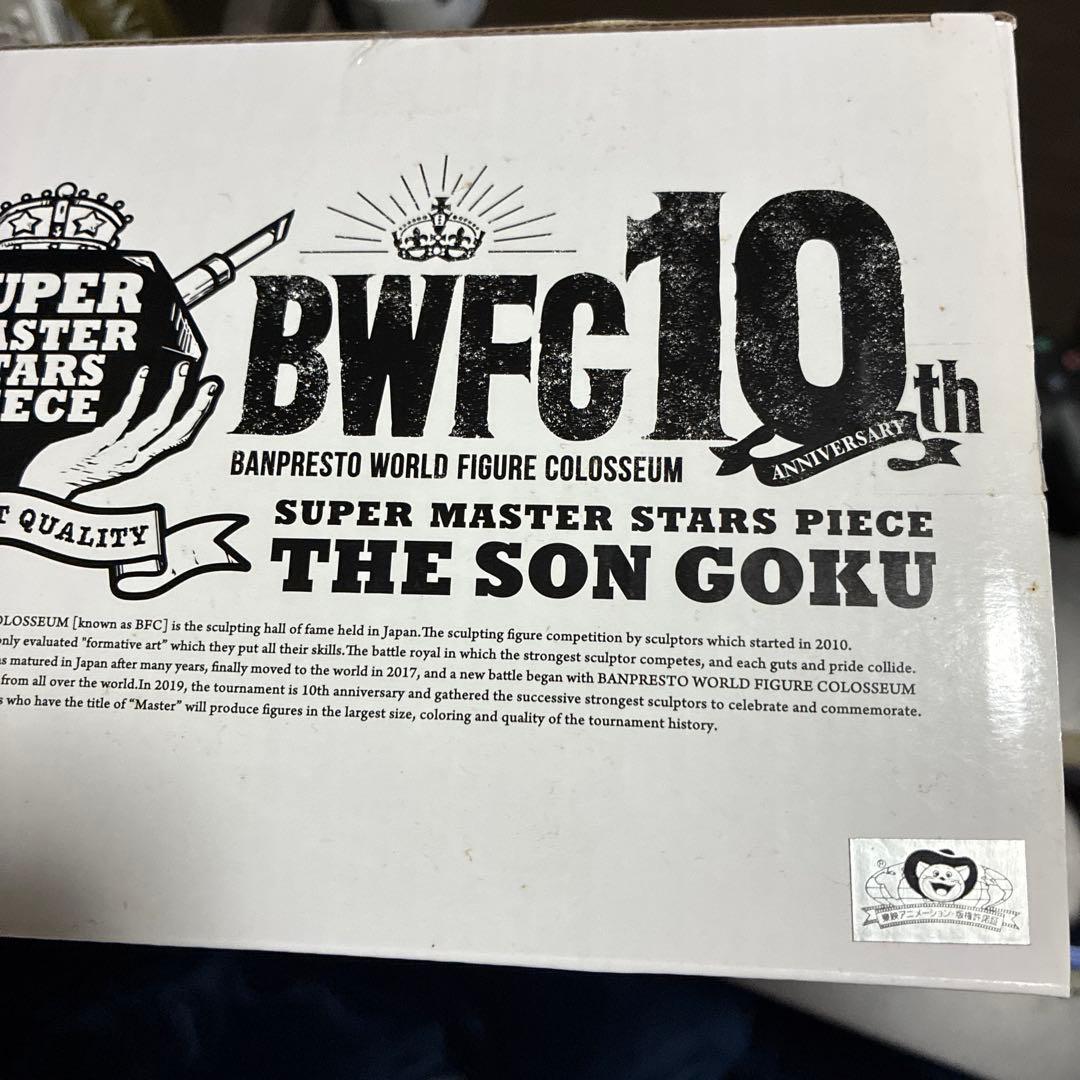 UPER
ASTER
TARS
IECE
T QUALITY
BWFC 10th
ANNIVERSARY
BANPRESTO WORLD FIGURE COLOSSEUM
SUPER MASTER STARS PIECE
THE SON GOKU
OLOSSEUM [known as BFC] is the sculpting hall of fame held in Japan.The sculpting figure competition by sculptors which started in 2010.
only evaluated "formative art" which they put all their skills.The battle royal in which the strongest sculptor competes, and each guts and pride collide.
s matured in Japan after many years, finally moved to the world in 2017, and a new battle began with BANPRESTO WORLD FIGURE COLOSSEUM
from all over the world.In 2019, the tournament is 10th anniversary and gathered the successive strongest sculptors to celebrate and commemorate.
s who have the title of “Master” will produce figures in the largest size, coloring and quality of the tournament history.
®
東映アニメーション・版権許諾証